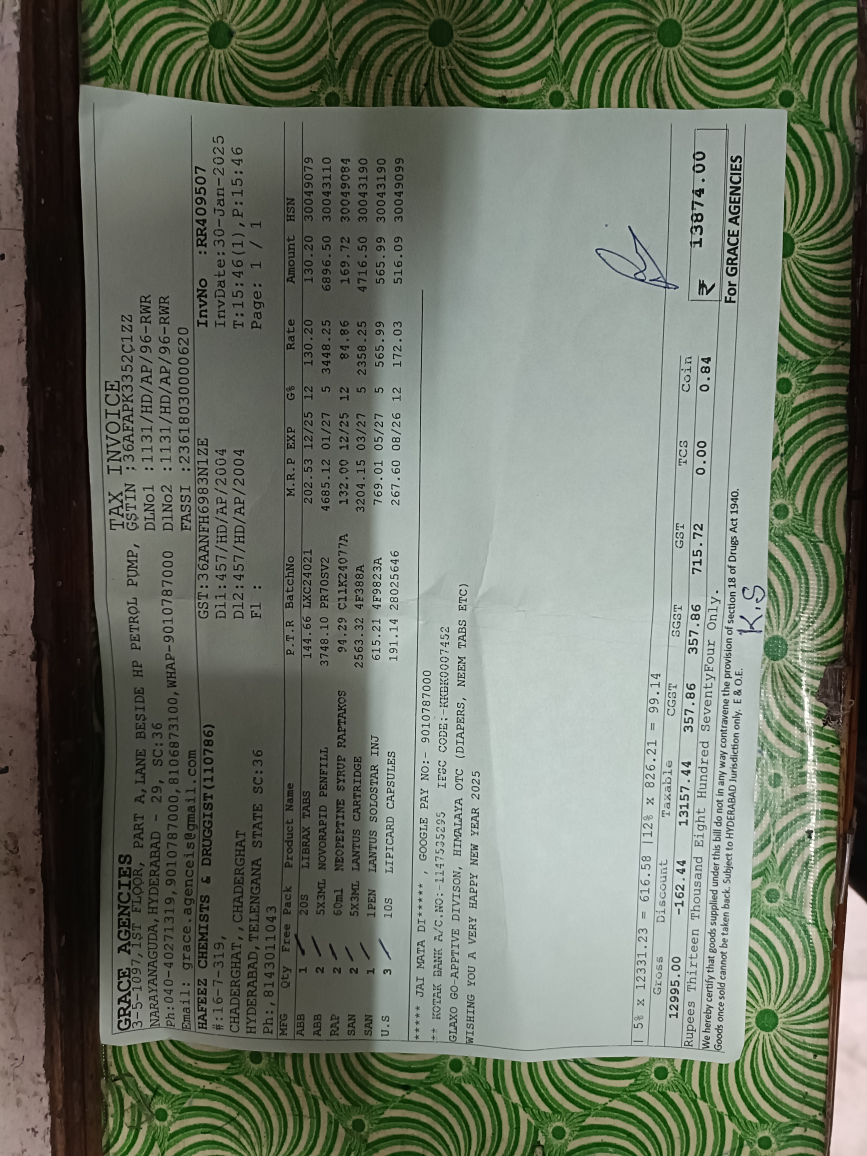 TAX INVOICE
GRACE AGENCIES
3-5-1097,1ST FLOOR, PART A,LANE BESIDE HP PETROL PUMP, GSTIN :36AFAPK3352C1ZZ
NARAYANAGUDA,HYDERABAD - 29, SC:36 DLNo1 :1131/HD/AP/96-RWR
Ph:040-40271319,9010787000,8106873100,WHAP-9010787000 DlNo2 :1131/HD/AP/96-RWR
Email: grace.agenceis@gmail.com FASSI :23618030000620
HAFEEZ CHEMISTS & DRUGGIST(110786) GST:36AANFH6983N1ZE InvNo :RR409507
#:16-7-319, Dl1:457/HD/AP/2004 InvDate:30-Jan-2025
CHADERGHAT,,CHADERGHAT Dl2:457/HD/AP/2004 T:15:46(1),P:15:46
HYDERABAD,TELENGANA STATE SC:36 Fl : Page: 1 / 1
Ph:,8143011043
MFG Qty Free Pack Product Name P.T.R BatchNo M.R.P EXP G% Rate Amount HSN
ABB 1 20S LIBRAX TABS 144.66 LXC24021 202.53 12/25 12 130.20 130.20 30049079
ABB 2 5X3ML NOVORAPID PENFILL 3748.10 PR70SV2 4685.12 01/27 5 3448.25 6896.50 30043110
RAP 2 60ml NEOPEPTINE SYRUP RAPTAKOS 94.29 C11K24077A 132.00 12/25 12 84.86 169.72 30049084
SAN 2 5X3ML LANTUS CARTRIDGE 2563.32 4F388A 3204.15 03/27 5 2358.25 4716.50 30043190
SAN 1 1PEN LANTUS SOLOSTAR INJ 615.21 4F9823A 769.01 05/27 5 565.99 565.99 30043190
U.S 3 10S LIPICARD CAPSULES 191.14 28025646 267.60 08/26 12 172.03 516.09 30049099
***** JAI MATA DI***** , GOOGLE PAY NO:- 9010787000
** KOTAK BANK A/C.NO:-1147535295 IFSC CODE:-KKBK0007452
GLAXO GO-APPTIVE DIVISON, HIMALAYA OTC (DIAPERS, NEEM TABS ETC)
WISHING YOU A VERY HAPPY NEW YEAR 2025
| 5% x 12331.23 = 616.58 |12% x 826.21 = 99.14
Gross Discount Taxable CGST SGST GST TCS Coin
12995.00 -162.44 13157.44 357.86 357.86 715.72 0.00 0.84 ₹ 13874.00
Rupees Thirteen Thousand Eight Hundred SeventyFour Only.
We hereby certify that goods supplied under this bill do not in any way contravene the provision of section 18 of Drugs Act 1940. For GRACE AGENCIES
Goods once sold cannot be taken back. Subject to HYDERABAD Jurisdiction only. E & O.E.
K.S